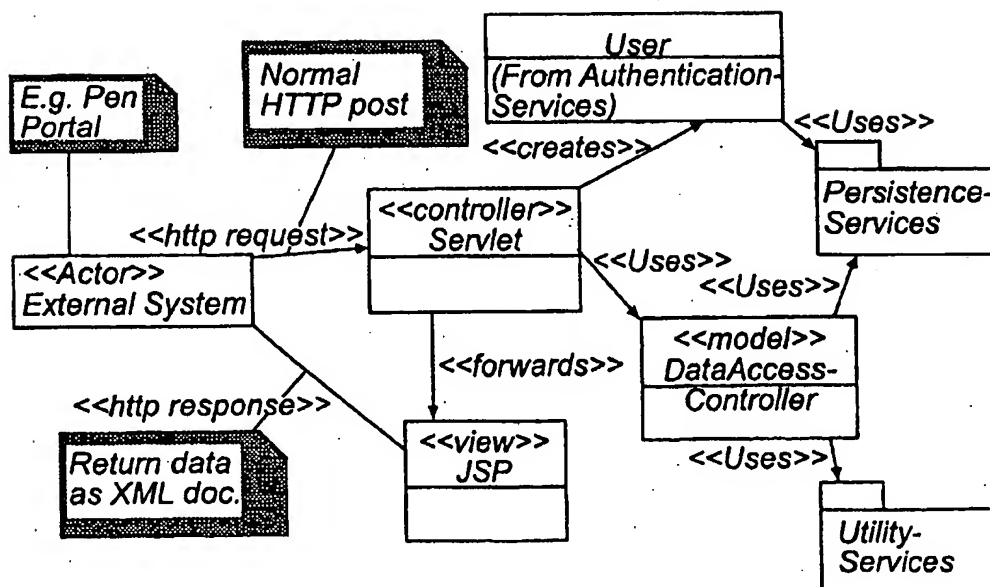 User
(From Authentication-
Services)
E.g. Pen
Portal
Normal
HTTP post
<<creates>>
<<Uses>>
Persistence-
Services
<<http request>>
<<controller>>
Servlet
<<Actor>>
External System
<<Uses>>
<<Uses>>
<<forwards>>
<<model>>
DataAccess-
Controller
<<http response>>
Return data
as XML doc.
<<view>>
JSP
<<Uses>>
Utility-
Services